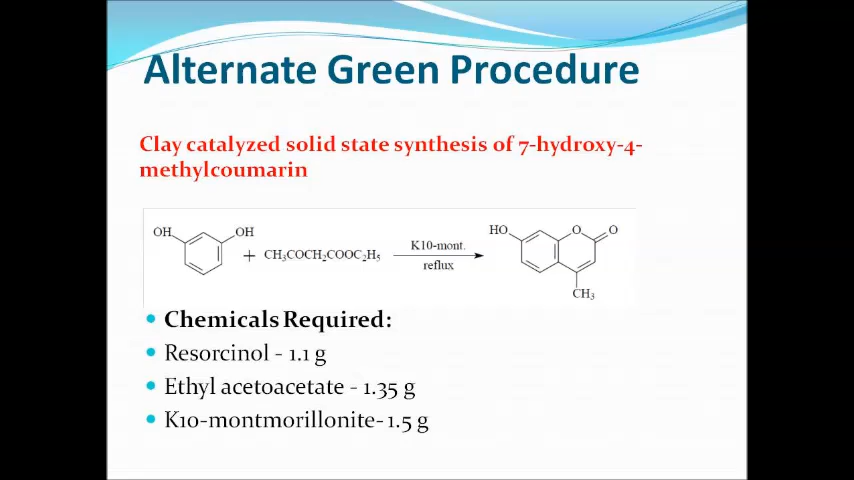 Alternate Green Procedure
Clay catalyzed solid state synthesis of 7-hydroxy-4-
methylcoumarin
OH OH + CH₃COCH₂COOC₂H₅ K10-mont. reflux HO O O CH₃
• Chemicals Required:
• Resorcinol - 1.1 g
• Ethyl acetoacetate - 1.35 g
• K10-montmorillonite- 1.5 g